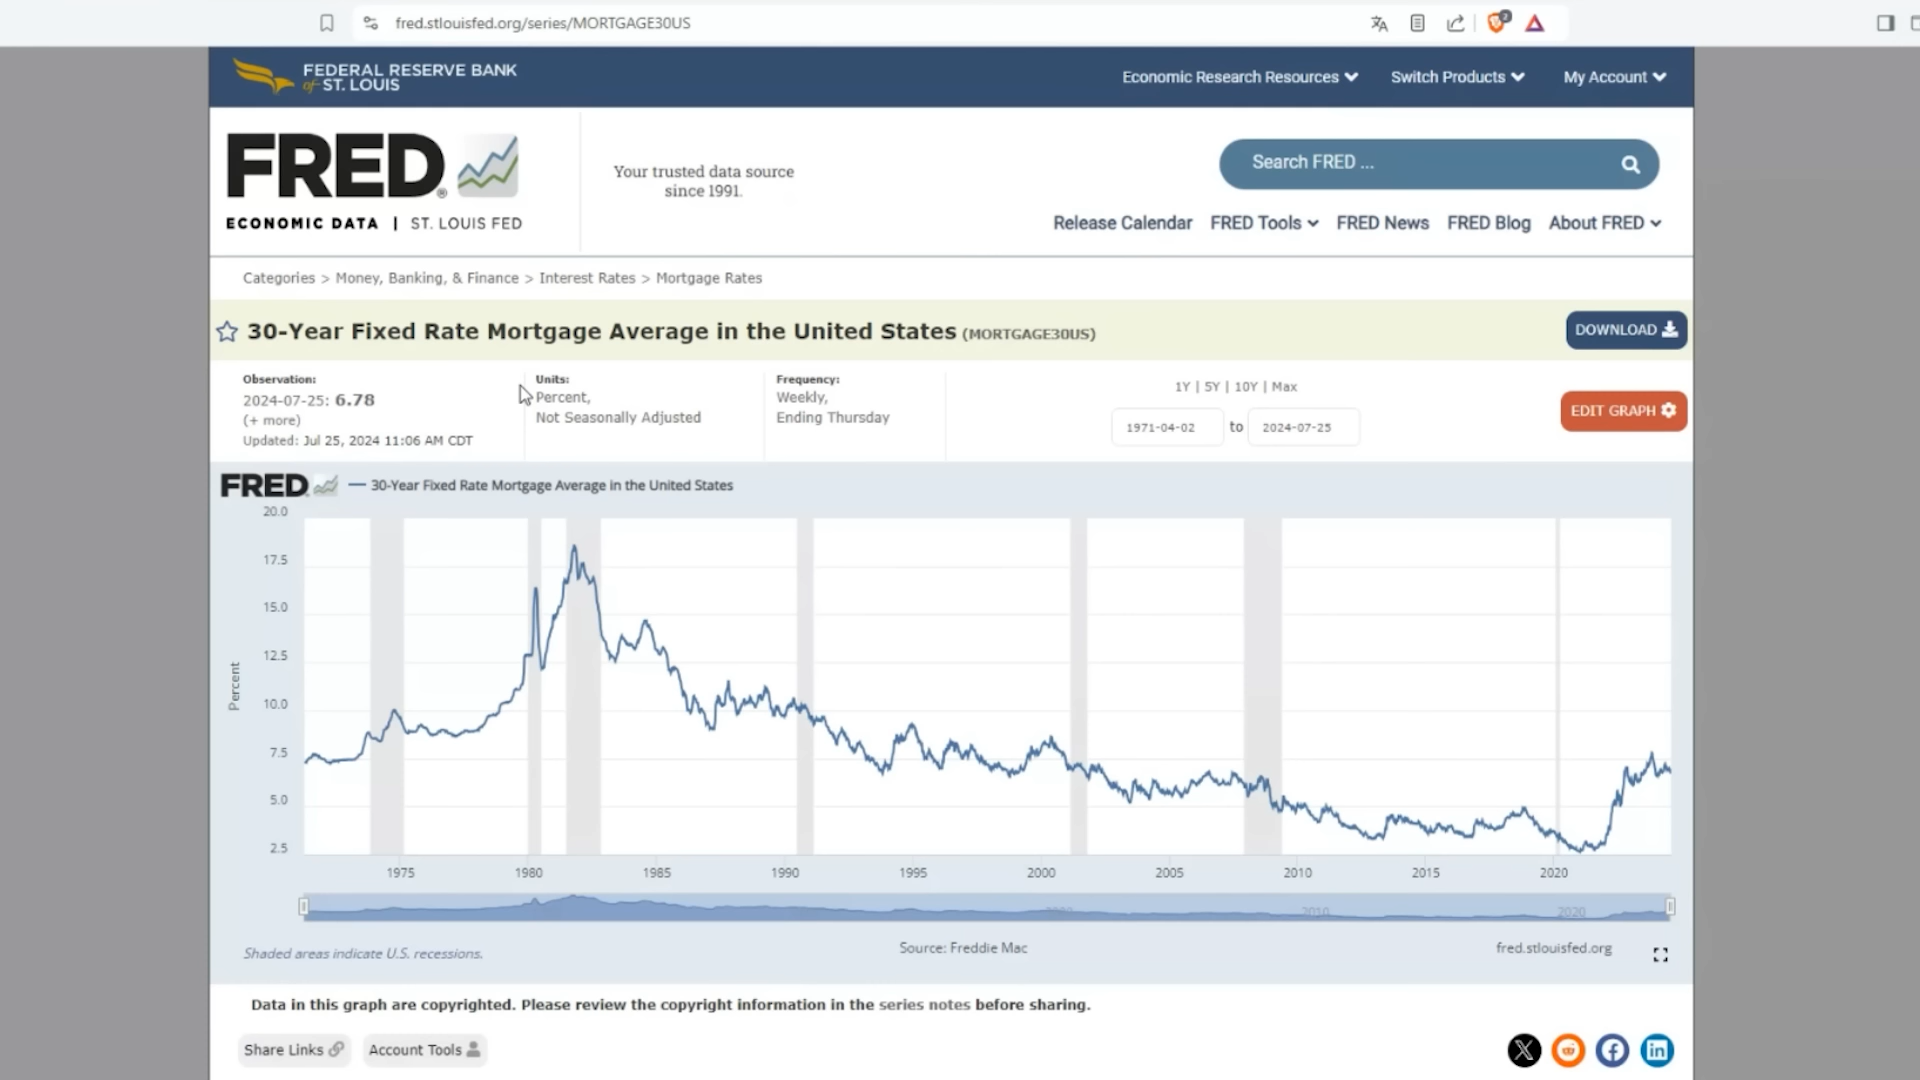 fred.stlouisfed.org/series/MORTGAGE30US
2
FEDERAL RESERVE BANK
of ST. LOUIS
Economic Research Resources
Switch Products
My Account
FRED®
ECONOMIC DATA | ST. LOUIS FED
Your trusted data source
since 1991.
Search FRED ...
Release Calendar
FRED Tools
FRED News
FRED Blog
About FRED
Categories > Money, Banking, & Finance > Interest Rates > Mortgage Rates
30-Year Fixed Rate Mortgage Average in the United States (MORTGAGE30US)
DOWNLOAD
Observation:
2024-07-25: 6.78
(+ more)
Updated: Jul 25, 2024 11:06 AM CDT
Units:
Percent,
Not Seasonally Adjusted
Frequency:
Weekly,
Ending Thursday
1Y | 5Y | 10Y | Max
1971-04-02 to 2024-07-25
EDIT GRAPH
FRED
30-Year Fixed Rate Mortgage Average in the United States
20.0
17.5
15.0
12.5
10.0
7.5
5.0
2.5
Percent
1975 1980 1985 1990 1995 2000 2005 2010 2015 2020
2000 2010 2020
Shaded areas indicate U.S. recessions.
Source: Freddie Mac
fred.stlouisfed.org
Data in this graph are copyrighted. Please review the copyright information in the series notes before sharing.
Share Links
Account Tools
X
in